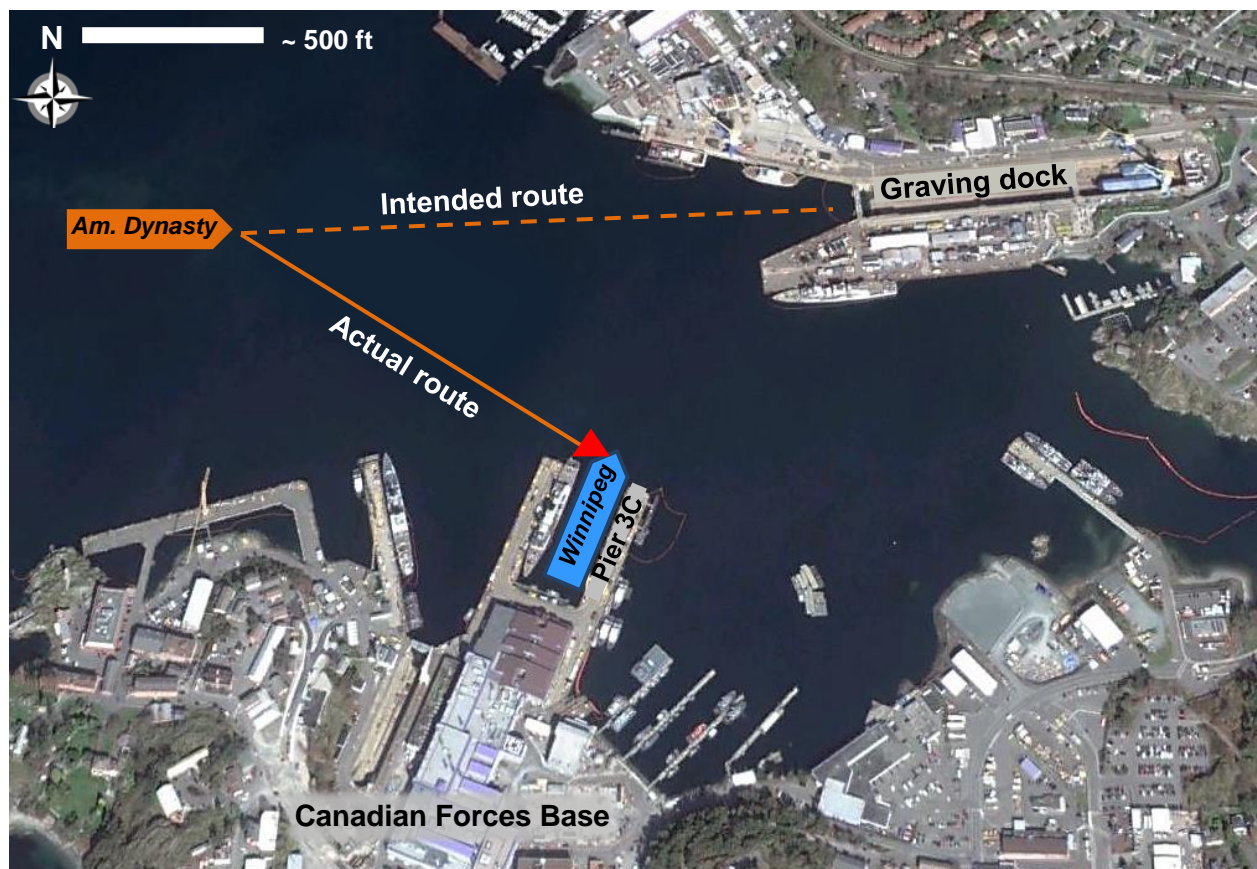 N
~ 500 ft
Graving dock
Intended route
Am. Dynasty
Actual route
Winnipeg
Pier 3C
Canadian Forces Base